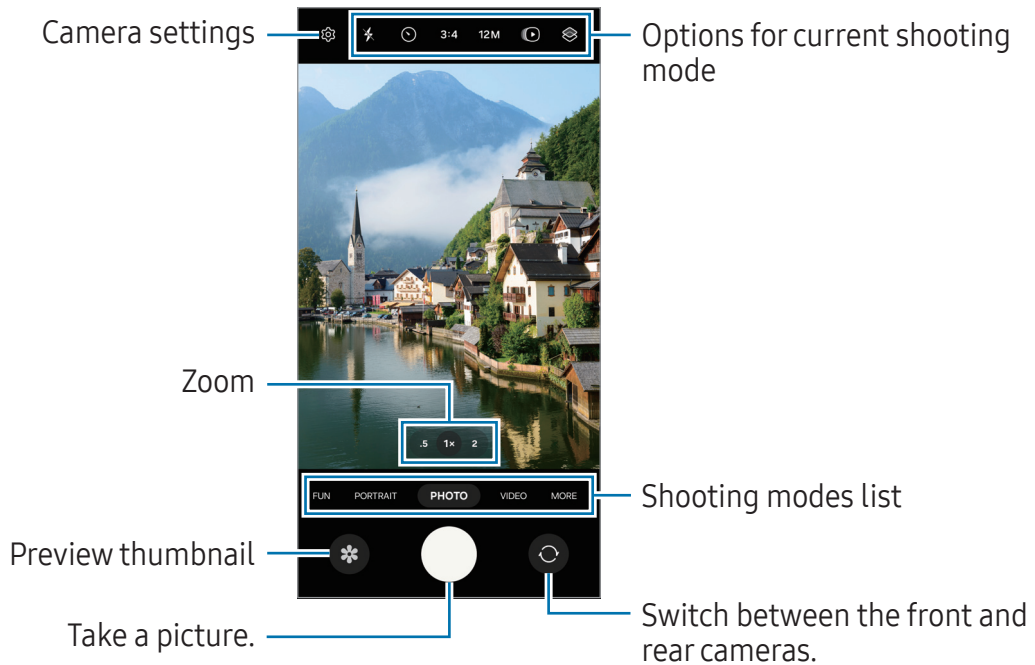 Camera settings
3:4 12M
Options for current shooting
mode
Zoom
.5 1× 2
FUN PORTRAIT PHOTO VIDEO MORE
Shooting modes list
Preview thumbnail
Take a picture.
Switch between the front and
rear cameras.